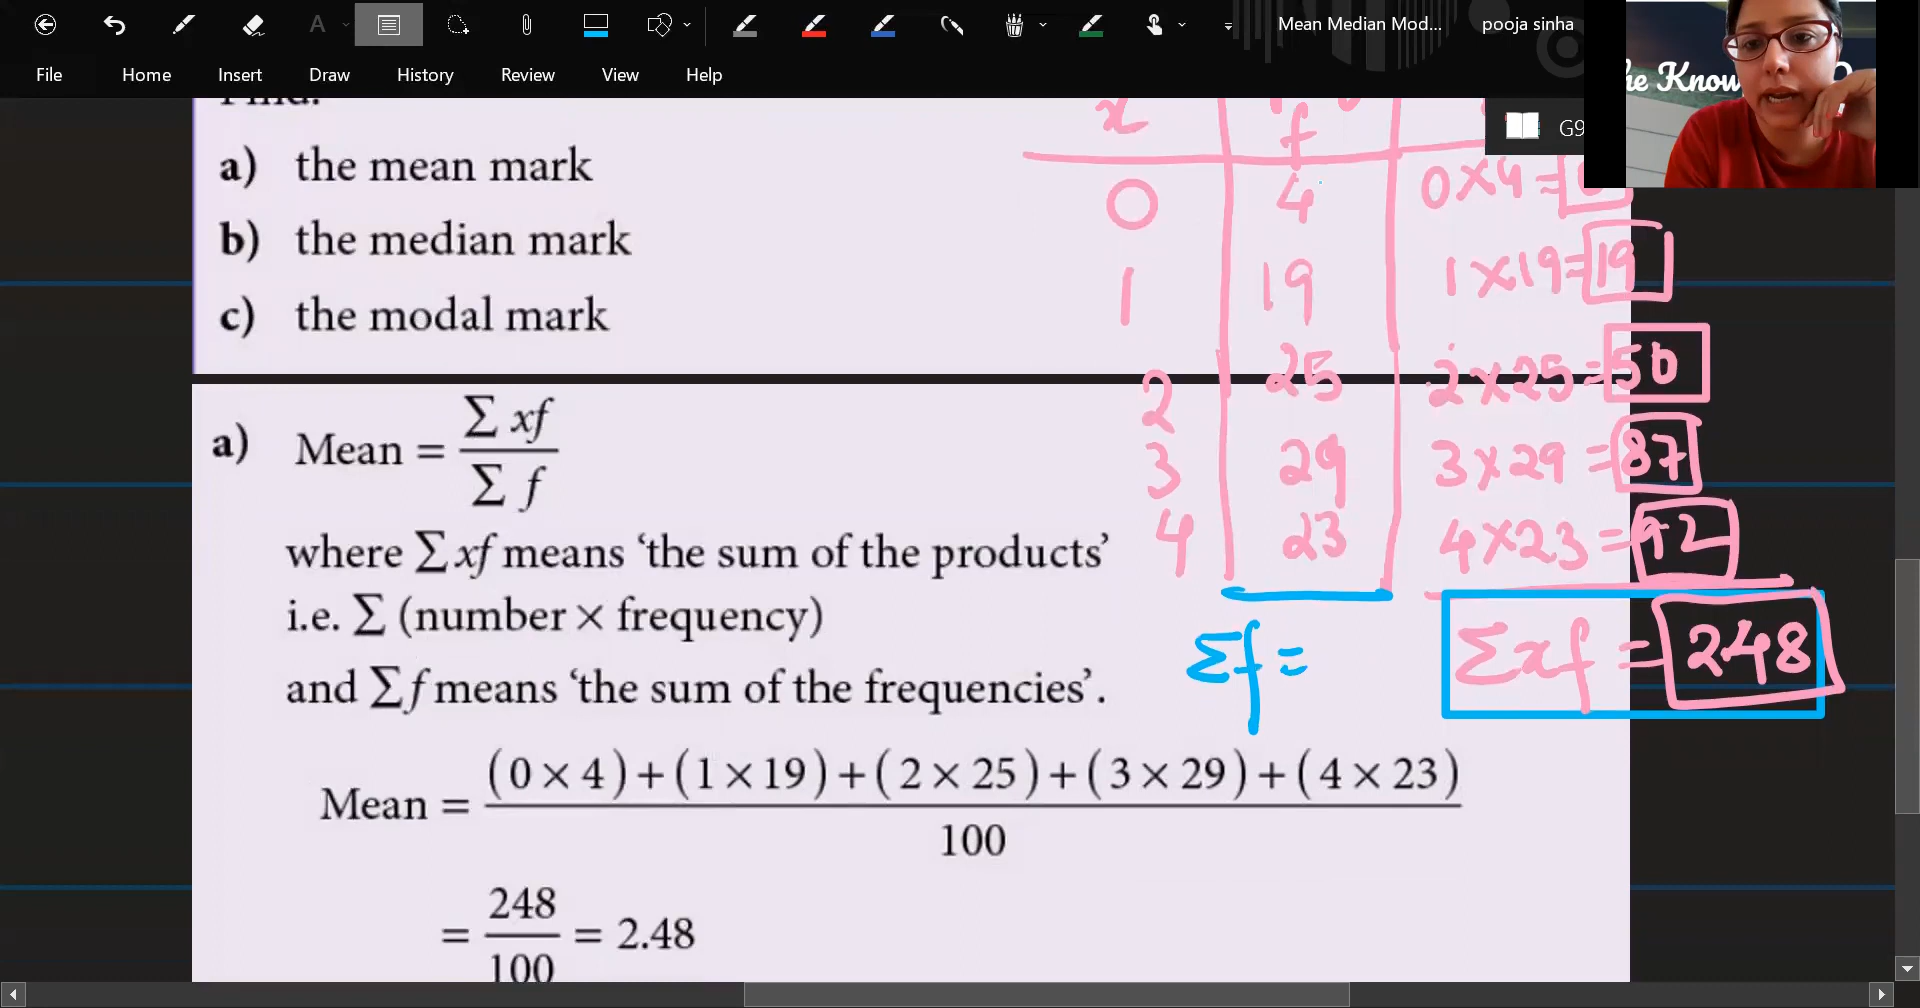 Mean Median Mod... pooja sinha
File Home Insert Draw History Review View Help
Find:
x f
G9
a) the mean mark
b) the median mark
c) the modal mark
0 4 0×4=
1 19 1×19=19
2 25 2×25=50
3 29 3×29=87
4 23 4×23=92
Σf= Σxf=248
a) Mean = Σ xf / Σ f
where Σ xf means ‘the sum of the products’
i.e. Σ (number × frequency)
and Σ f means ‘the sum of the frequencies’.
Mean = (0 × 4) + (1 × 19) + (2 × 25) + (3 × 29) + (4 × 23) / 100
= 248 / 100 = 2.48